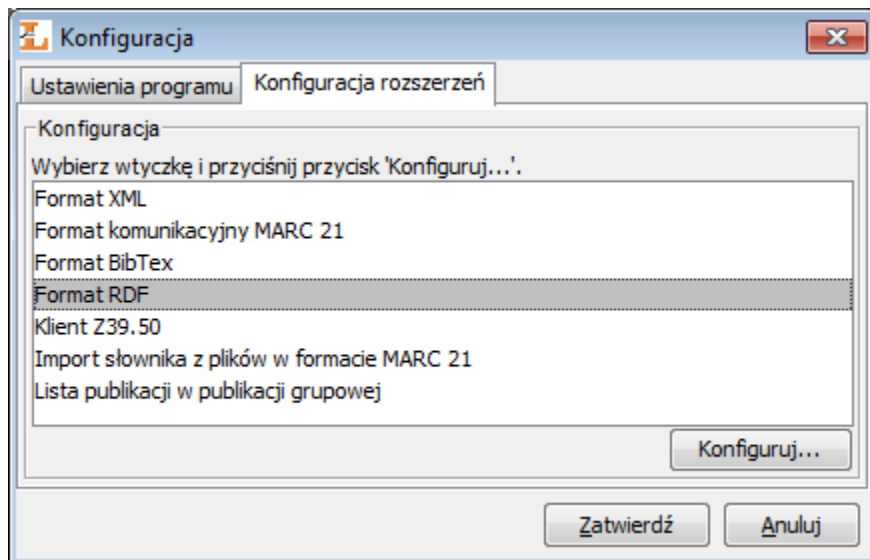 Konfiguracja
Ustawienia programu Konfiguracja rozszerzeń
Konfiguracja
Wybierz wtyczkę i przyciśnij przycisk 'Konfiguruj...'.
Format XML
Format komunikacyjny MARC 21
Format BibTex
Format RDF
Klient Z39.50
Import słownika z plików w formacie MARC 21
Lista publikacji w publikacji grupowej
Konfiguruj...
Zatwierdź Anuluj